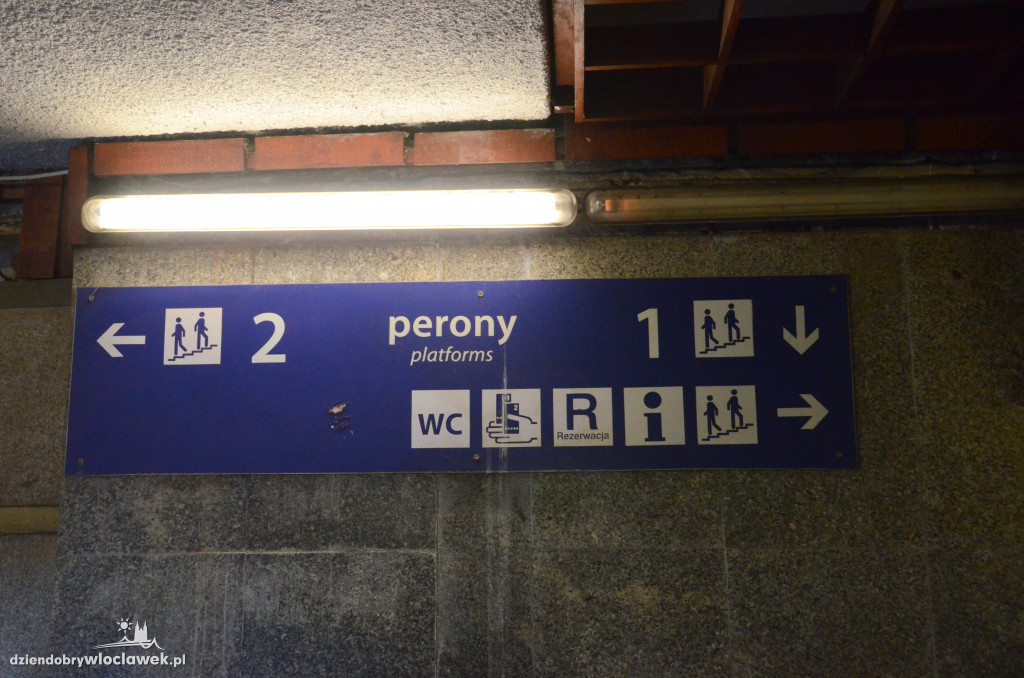 2 perony 1
platforms
WC R i
Rezerwacja
dziendobrywloclawek.pl